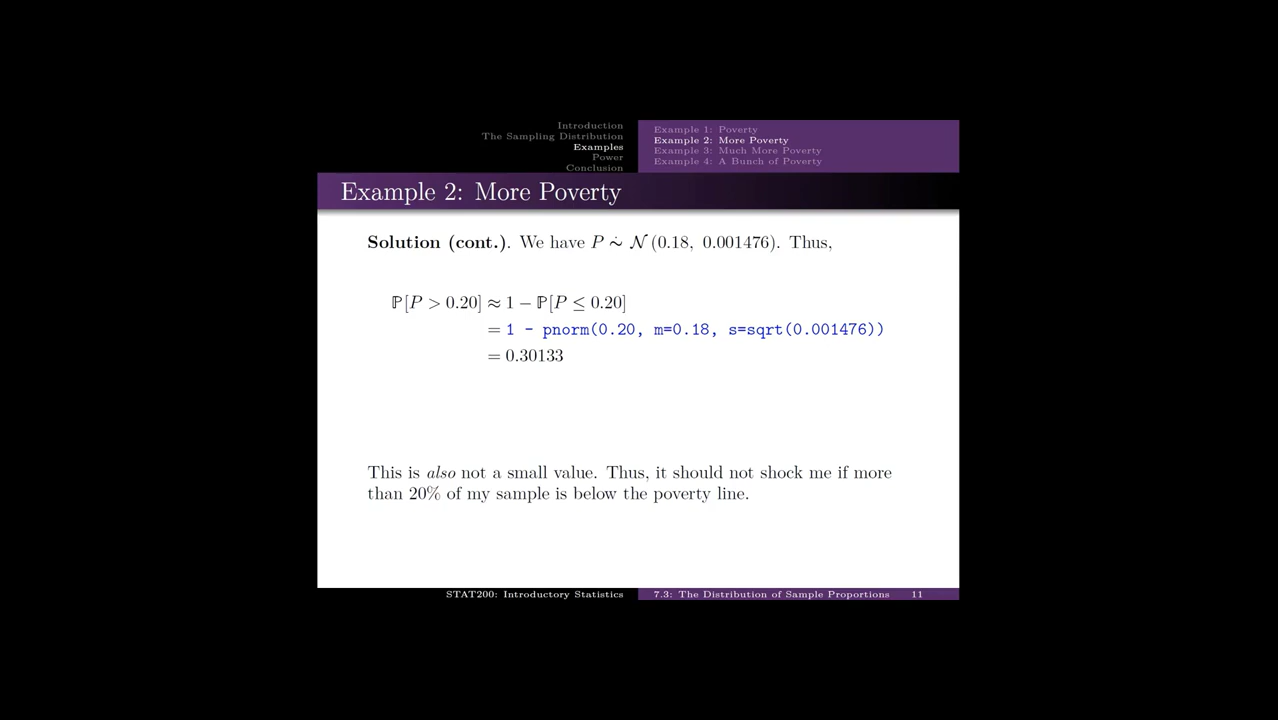 Introduction
The Sampling Distribution
Examples
Power
Conclusion
Example 1: Poverty
Example 2: More Poverty
Example 3: Much More Poverty
Example 4: A Bunch of Poverty
Example 2: More Poverty
Solution (cont.). We have P ∼̇ 𝒩(0.18, 0.001476). Thus,
ℙ[P > 0.20] ≈ 1 − ℙ[P ≤ 0.20]
= 1 - pnorm(0.20, m=0.18, s=sqrt(0.001476))
= 0.30133
This is also not a small value. Thus, it should not shock me if more
than 20% of my sample is below the poverty line.
STAT200: Introductory Statistics
7.3: The Distribution of Sample Proportions 11